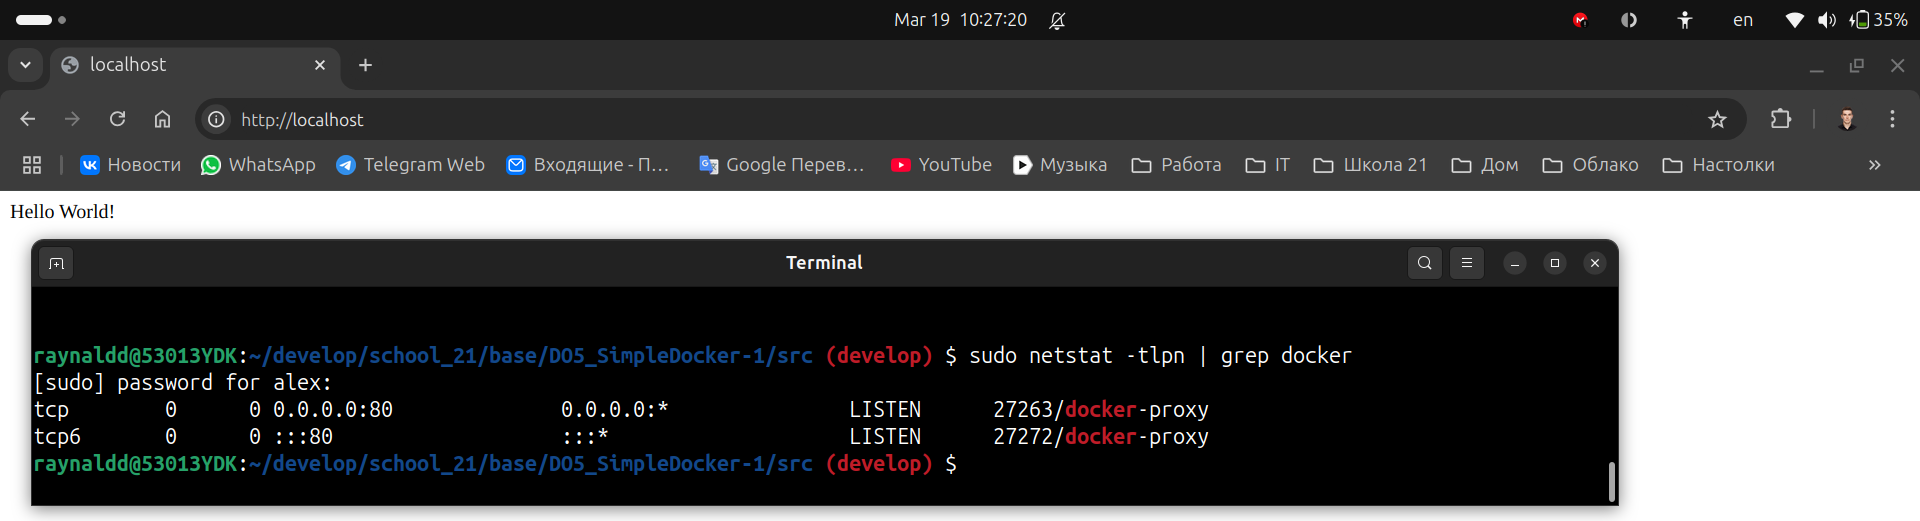 Mar 19 10:27:20
en
35%
localhost
http://localhost
Новости WhatsApp Telegram Web Входящие - П... Google Перев... YouTube Музыка Работа IT Школа 21 Дом Облако Настолки »
Hello World!
Terminal
raynaldd@53013YDK:~/develop/school_21/base/DO5_SimpleDocker-1/src (develop) $ sudo netstat -tlpn | grep docker
[sudo] password for alex:
tcp 0 0 0.0.0.0:80 0.0.0.0:* LISTEN 27263/docker-proxy
tcp6 0 0 :::80 :::* LISTEN 27272/docker-proxy
raynaldd@53013YDK:~/develop/school_21/base/DO5_SimpleDocker-1/src (develop) $